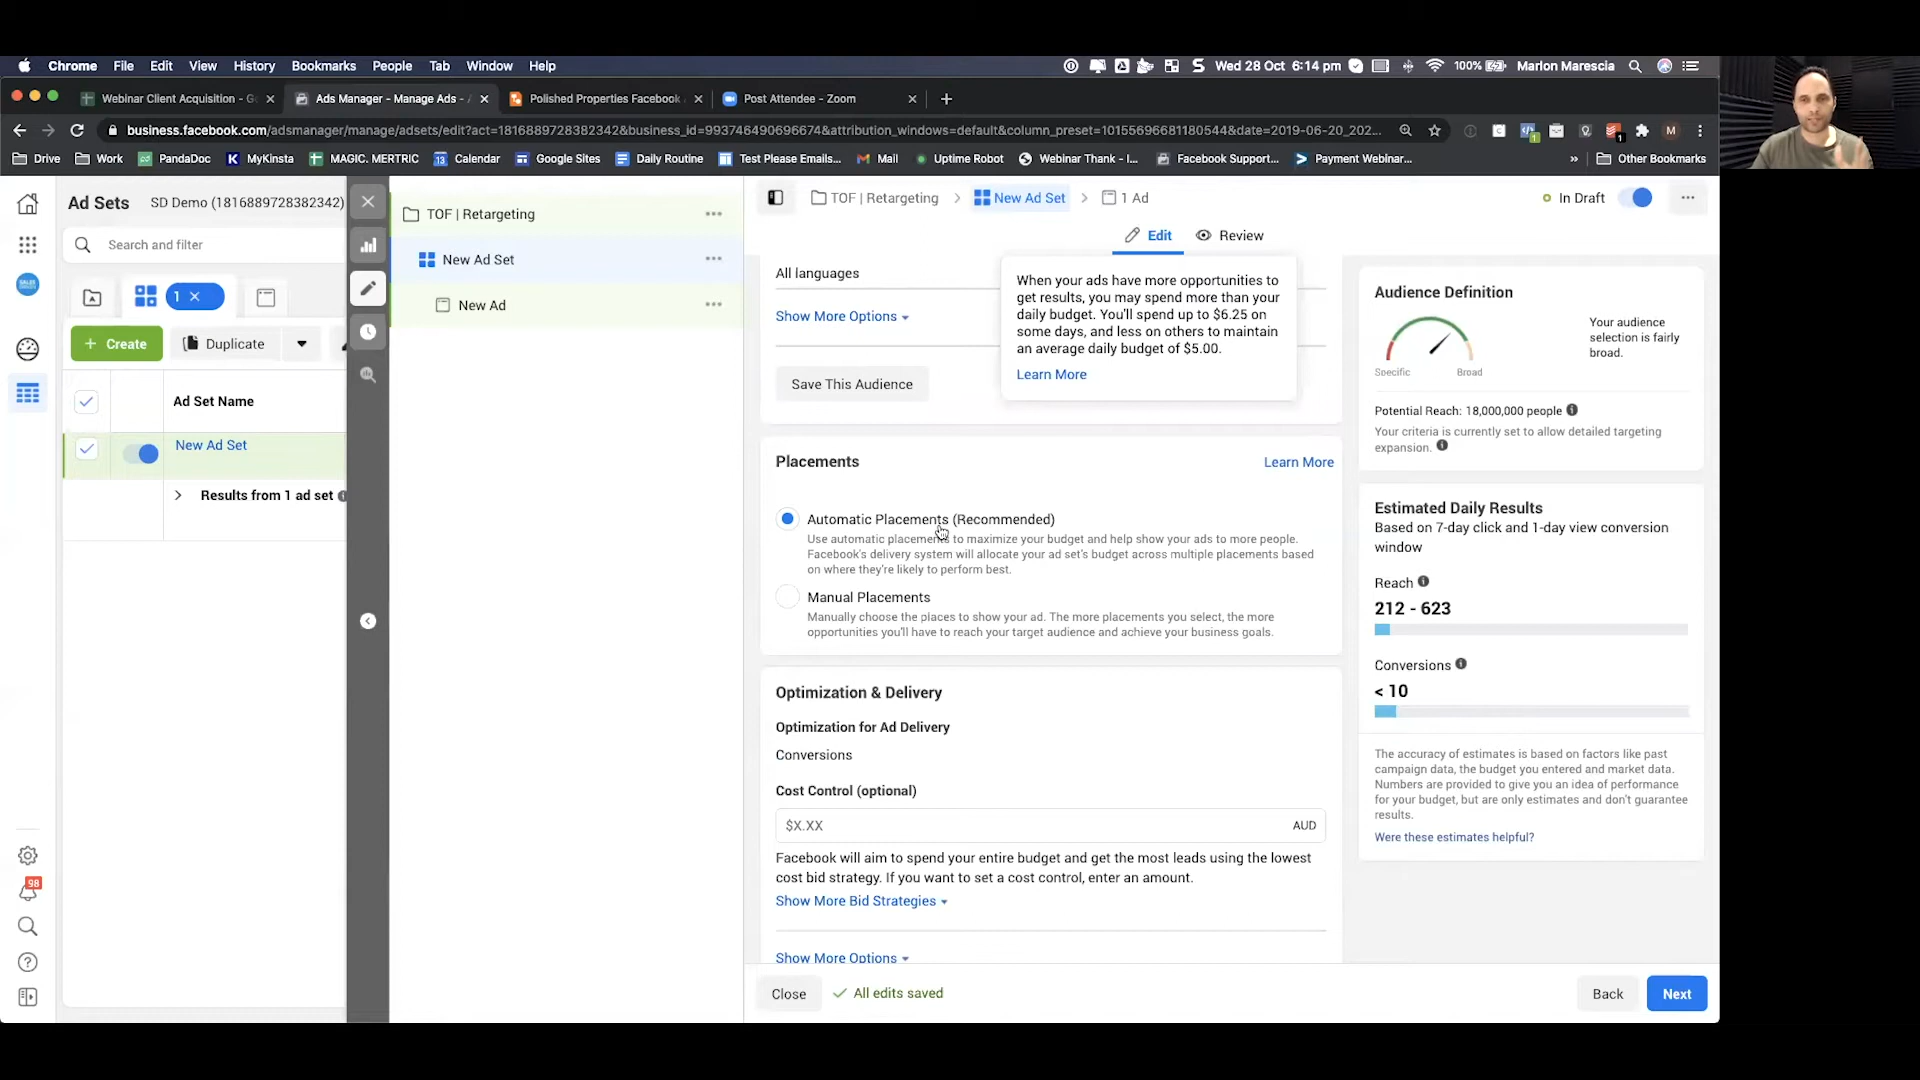 Chrome File Edit View History Bookmarks People Tab Window Help
Wed 28 Oct 6:14 pm 100% Marlon Marescia
Webinar Client Acquisition - G
Ads Manager - Manage Ads -
Polished Properties Facebook
Post Attendee - Zoom
business.facebook.com/adsmanager/manage/adsets/edit?act=1816889728382342&business_id=993746490696674&attribution_windows=default&column_preset=10155696681180544&date=2019-06-20_202...
Drive Work PandaDoc MyKinsta MAGIC. MERTRIC Calendar Google Sites Daily Routine Test Please Emails... Mail Uptime Robot Webinar Thank - I... Facebook Support... Payment Webinar... » Other Bookmarks
Ad Sets SD Demo (1816889728382342)
Search and filter
1
+ Create
Duplicate
Ad Set Name
New Ad Set
Results from 1 ad set
98
TOF | Retargeting
New Ad Set
New Ad
TOF | Retargeting
New Ad Set
1 Ad
In Draft
Edit
Review
All languages
Show More Options
Save This Audience
When your ads have more opportunities to
get results, you may spend more than your
daily budget. You'll spend up to $6.25 on
some days, and less on others to maintain
an average daily budget of $5.00.
Learn More
Placements
Learn More
Automatic Placements (Recommended)
Use automatic placements to maximize your budget and help show your ads to more people.
Facebook's delivery system will allocate your ad set's budget across multiple placements based
on where they're likely to perform best.
Manual Placements
Manually choose the places to show your ad. The more placements you select, the more
opportunities you'll have to reach your target audience and achieve your business goals.
Optimization & Delivery
Optimization for Ad Delivery
Conversions
Cost Control (optional)
$X.XX
AUD
Facebook will aim to spend your entire budget and get the most leads using the lowest
cost bid strategy. If you want to set a cost control, enter an amount.
Show More Bid Strategies
Show More Options
Close
All edits saved
Back
Next
Audience Definition
Specific
Broad
Your audience
selection is fairly
broad.
Potential Reach: 18,000,000 people
Your criteria is currently set to allow detailed targeting
expansion.
Estimated Daily Results
Based on 7-day click and 1-day view conversion
window
Reach
212 - 623
Conversions
< 10
The accuracy of estimates is based on factors like past
campaign data, the budget you entered and market data.
Numbers are provided to give you an idea of performance
for your budget, but are only estimates and don't guarantee
results.
Were these estimates helpful?